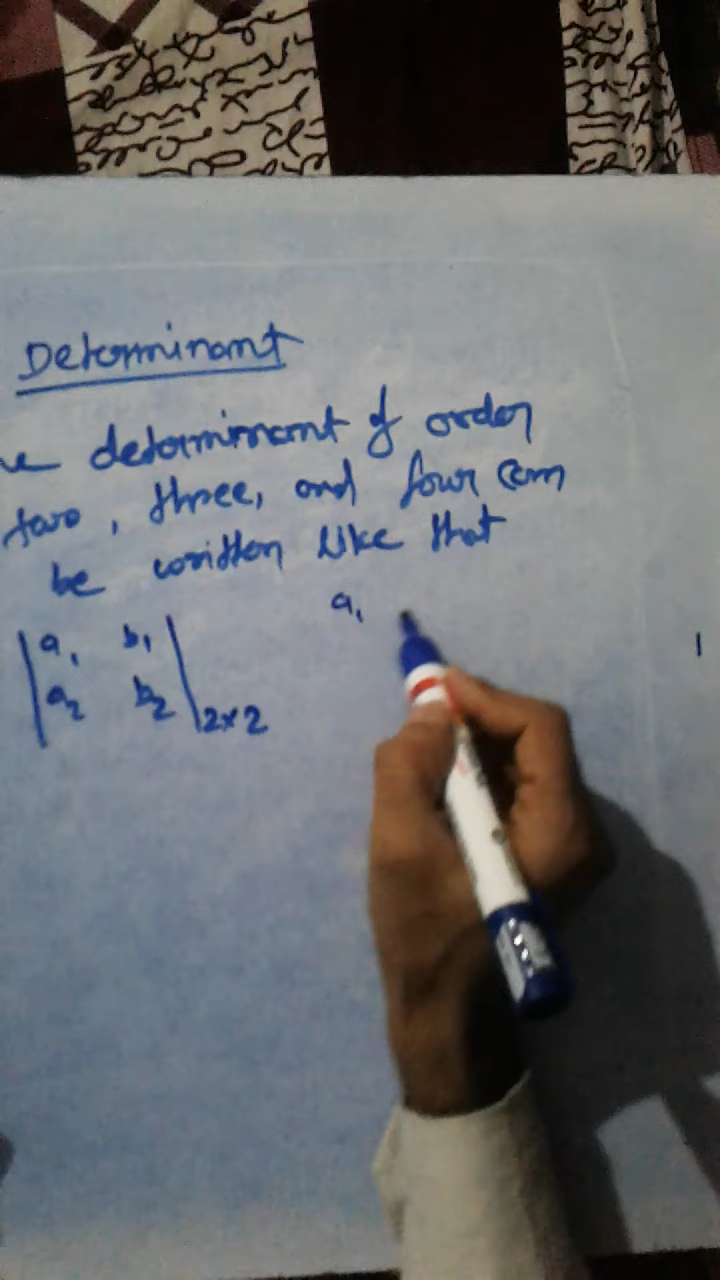 Determinant
determinant of order
two, three, and four can
be written like that
a₁
|a₁ b₁|
|a₂ b₂|2×2